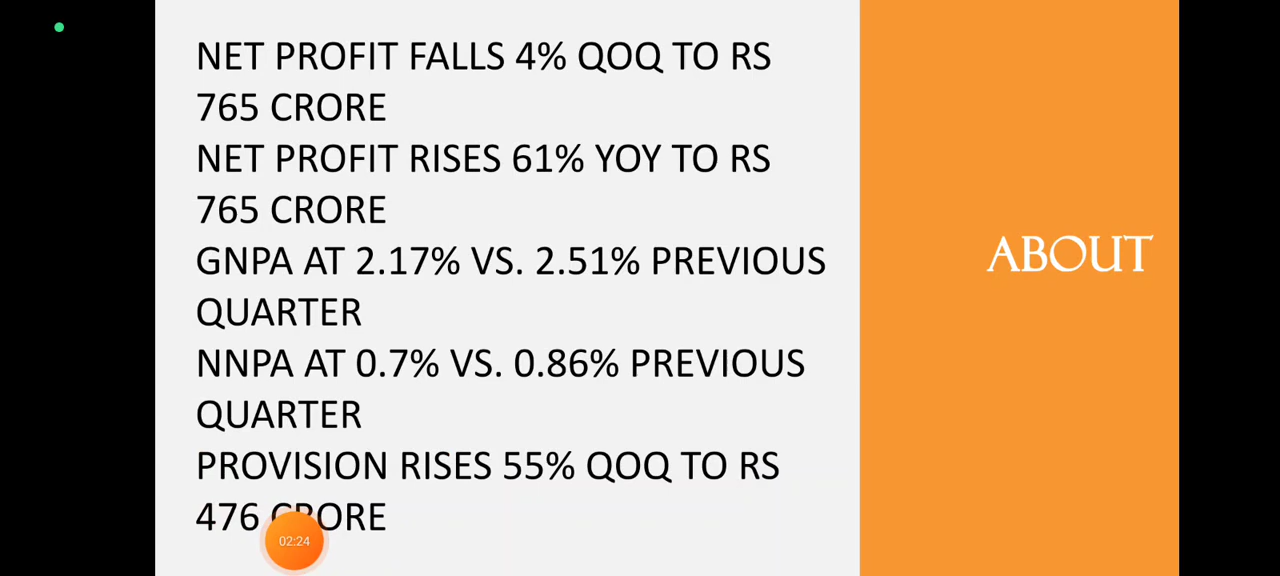 NET PROFIT FALLS 4% QOQ TO RS
765 CRORE
NET PROFIT RISES 61% YOY TO RS
765 CRORE
GNPA AT 2.17% VS. 2.51% PREVIOUS
QUARTER
NNPA AT 0.7% VS. 0.86% PREVIOUS
QUARTER
PROVISION RISES 55% QOQ TO RS
476 CRORE
02:24
ABOUT